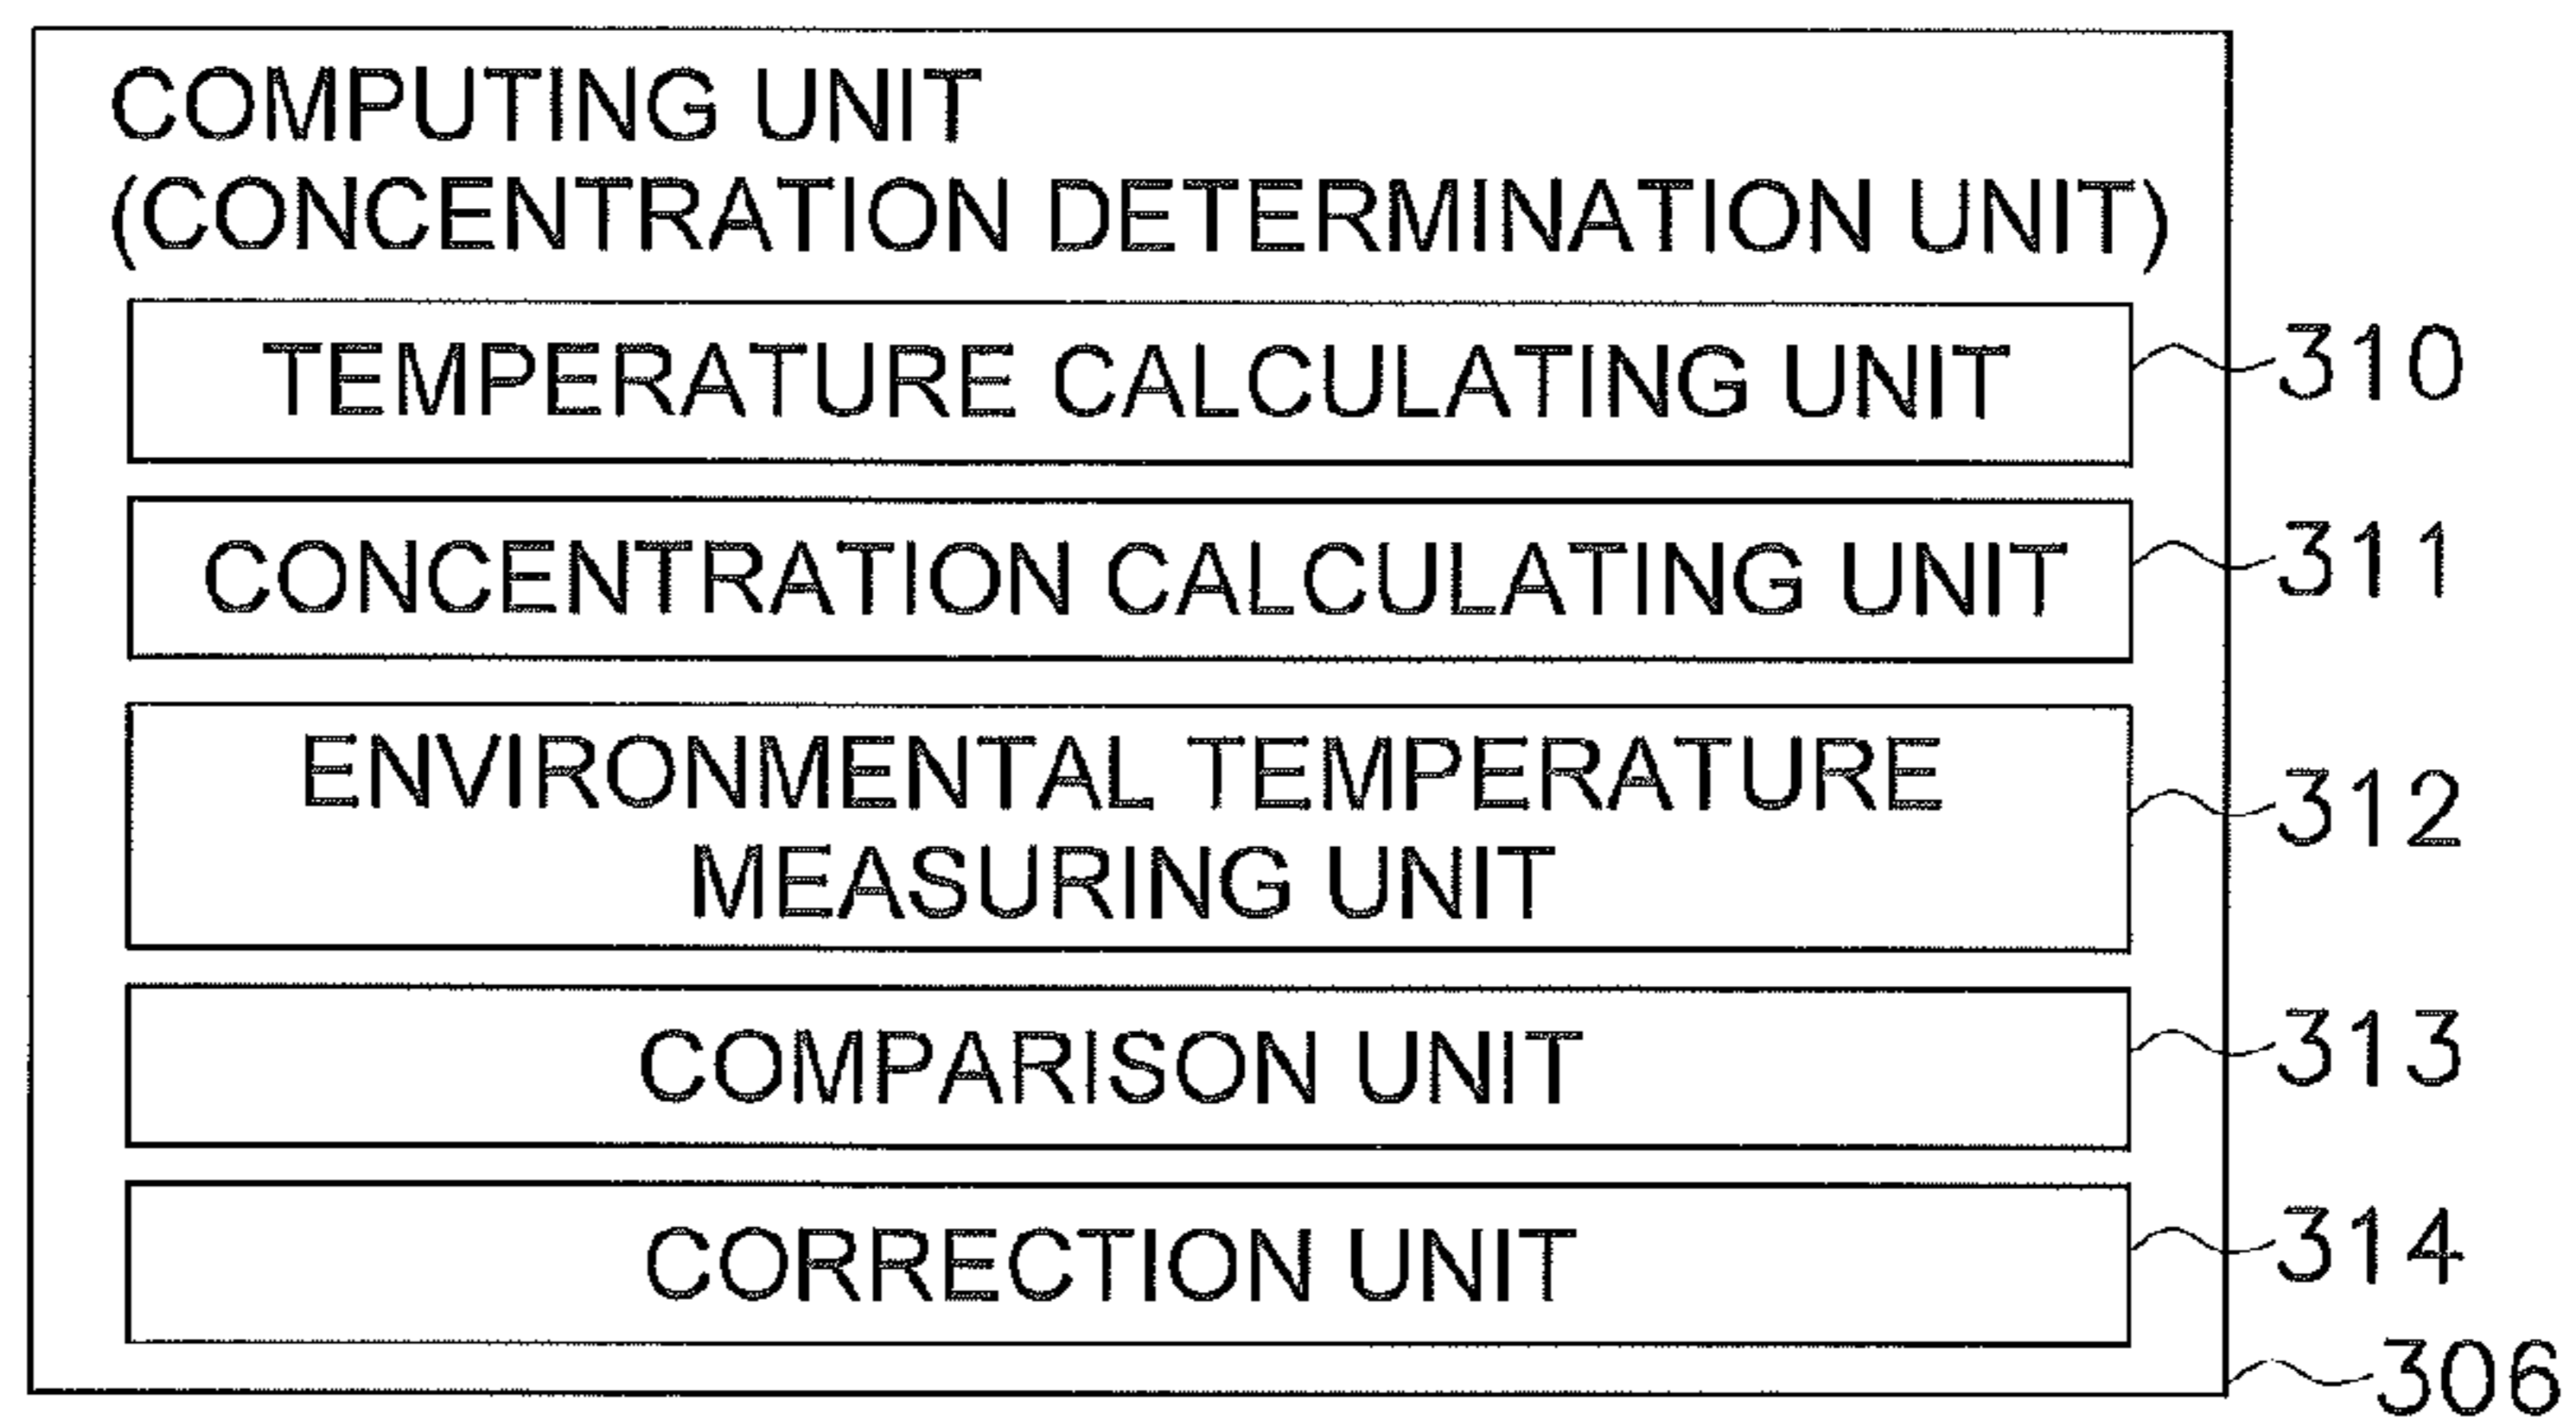 COMPUTING UNIT
(CONCENTRATION DETERMINATION UNIT)
TEMPERATURE CALCULATING UNIT
310
CONCENTRATION CALCULATING UNIT
311
ENVIRONMENTAL TEMPERATURE
MEASURING UNIT
312
COMPARISON UNIT
313
CORRECTION UNIT
314
306